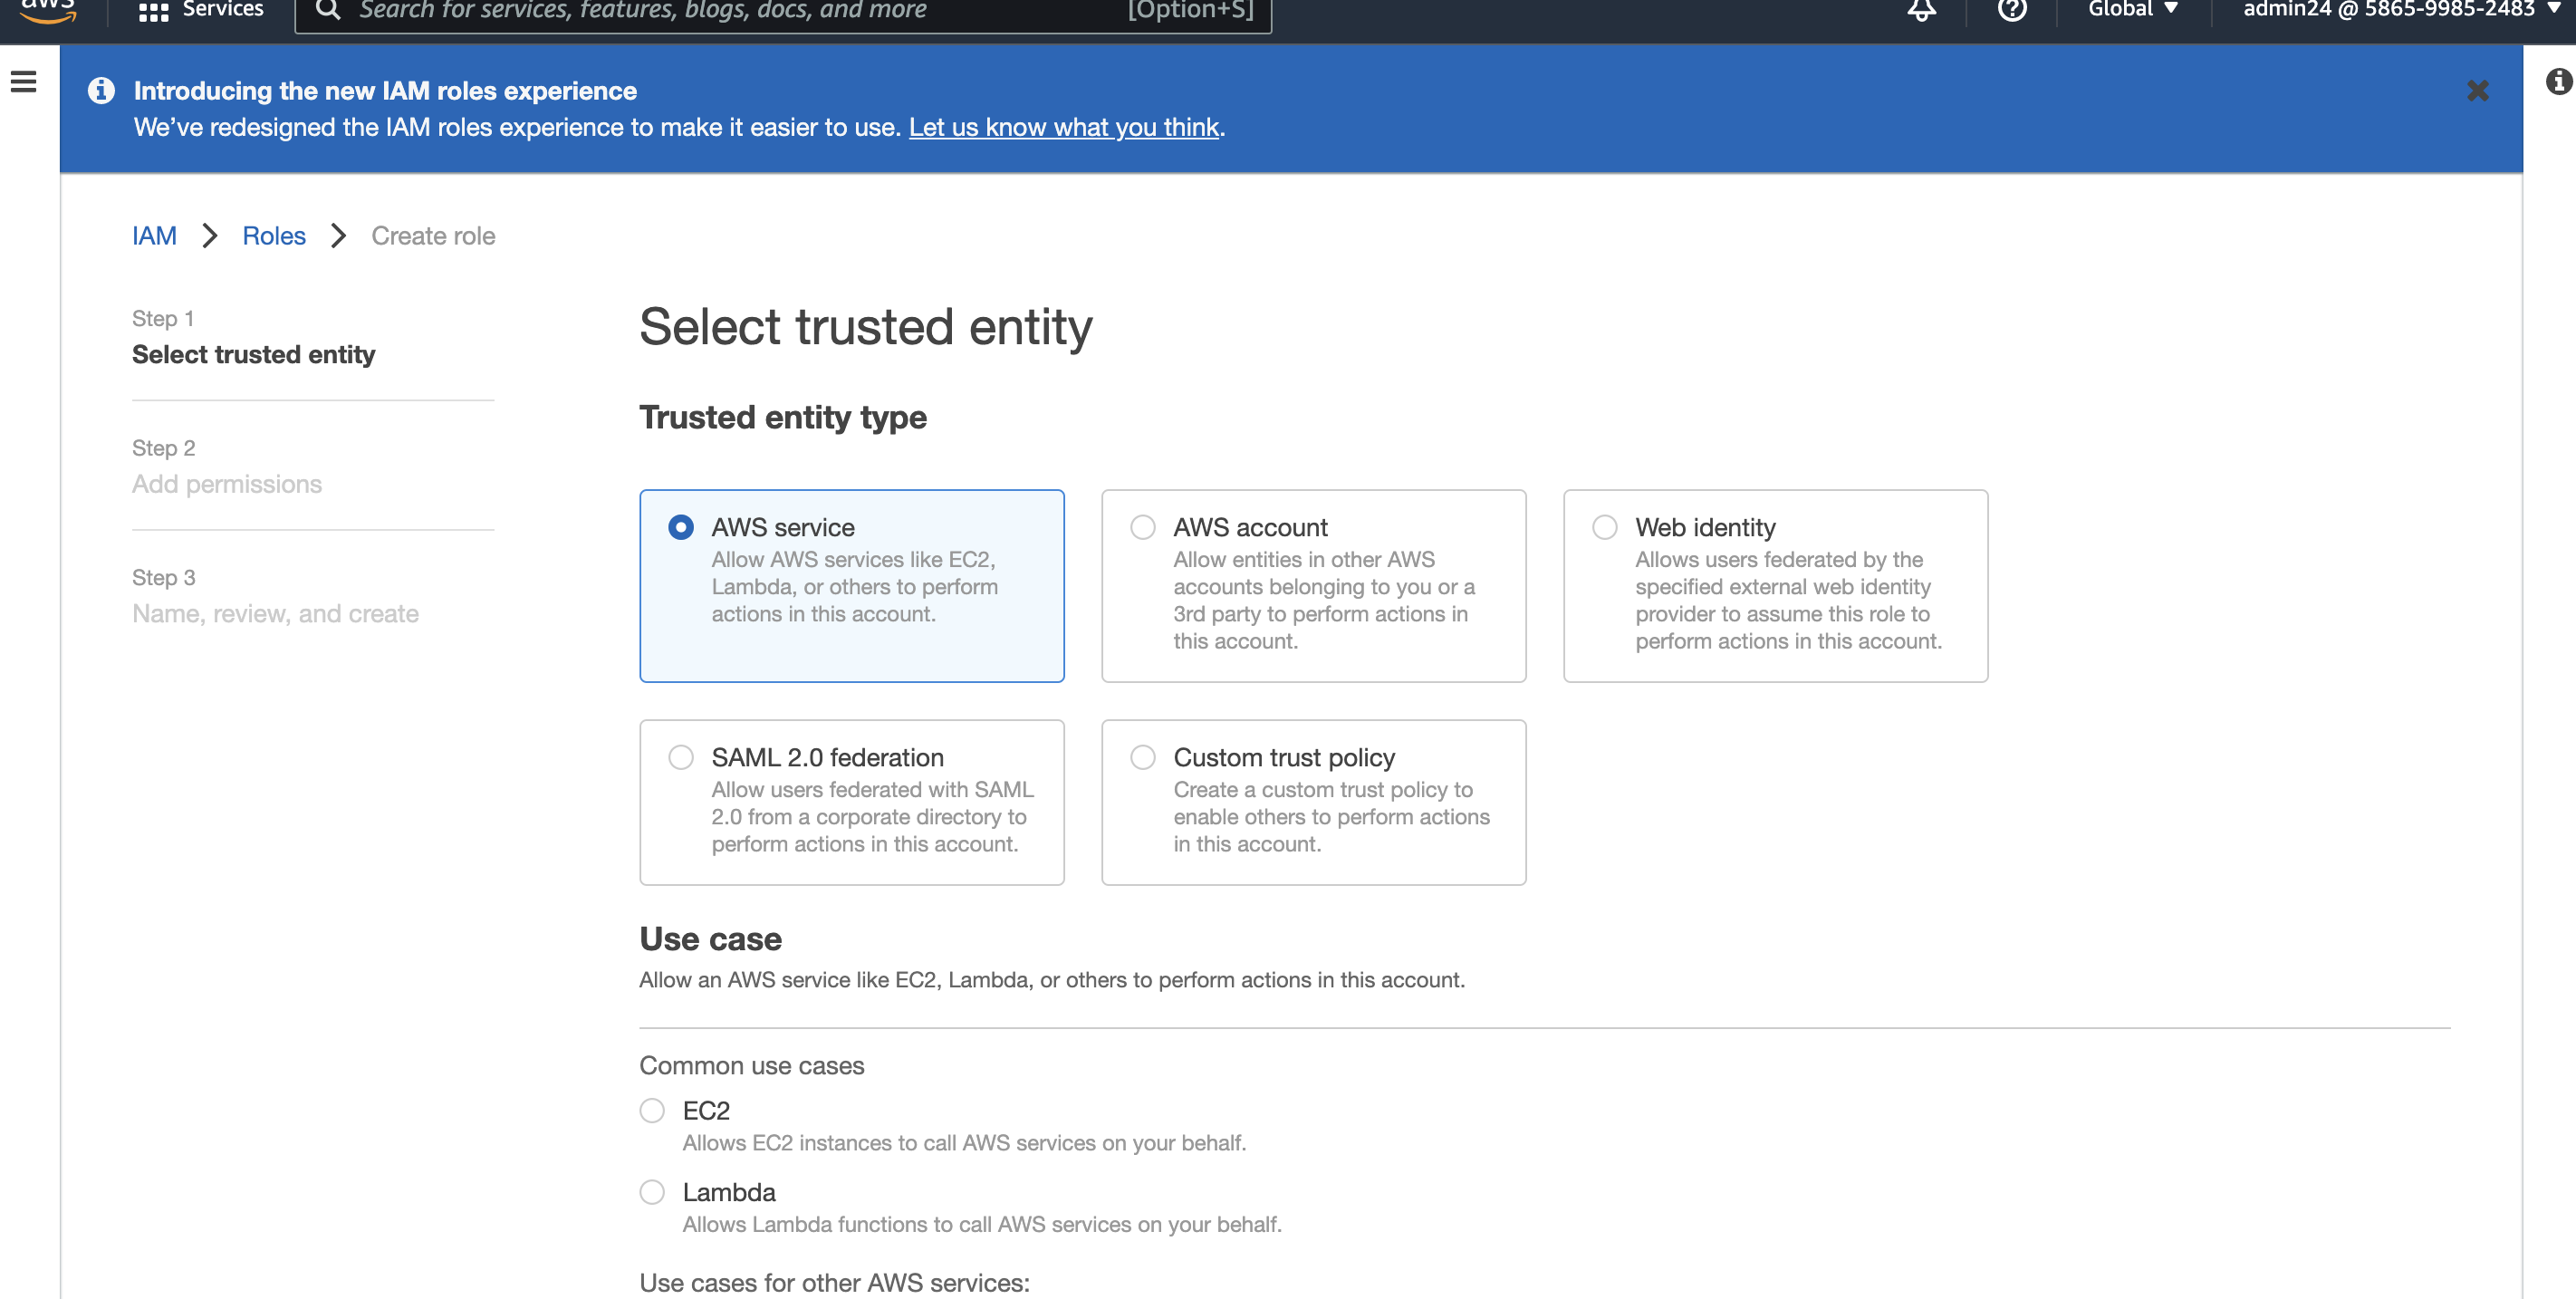 aws
Services
Search for services, features, blogs, docs, and more
[Option+S]
Global
admin24 @ 5865-9985-2483
Introducing the new IAM roles experience
We’ve redesigned the IAM roles experience to make it easier to use. Let us know what you think.
IAM
Roles
Create role
Step 1
Select trusted entity
Step 2
Add permissions
Step 3
Name, review, and create
Select trusted entity
Trusted entity type
AWS service
Allow AWS services like EC2,
Lambda, or others to perform
actions in this account.
AWS account
Allow entities in other AWS
accounts belonging to you or a
3rd party to perform actions in
this account.
Web identity
Allows users federated by the
specified external web identity
provider to assume this role to
perform actions in this account.
SAML 2.0 federation
Allow users federated with SAML
2.0 from a corporate directory to
perform actions in this account.
Custom trust policy
Create a custom trust policy to
enable others to perform actions
in this account.
Use case
Allow an AWS service like EC2, Lambda, or others to perform actions in this account.
Common use cases
EC2
Allows EC2 instances to call AWS services on your behalf.
Lambda
Allows Lambda functions to call AWS services on your behalf.
Use cases for other AWS services: